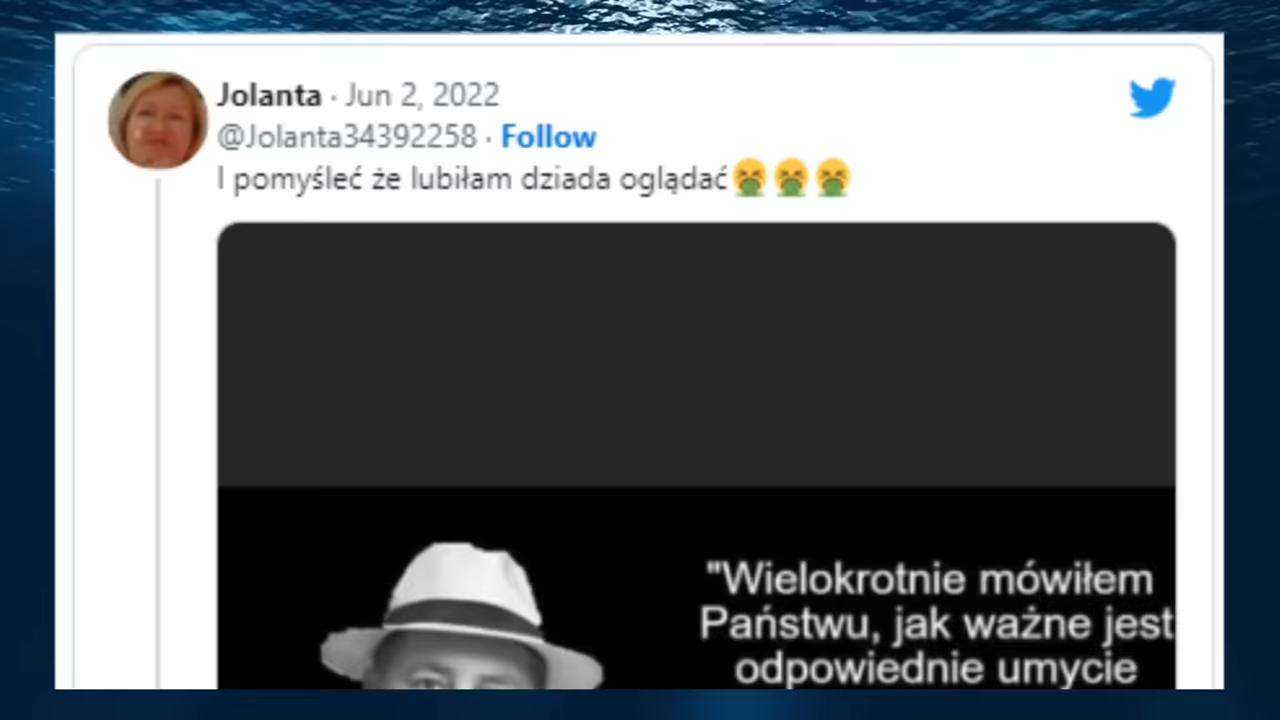 Jolanta · Jun 2, 2022
@Jolanta34392258 · Follow
I pomyśleć że lubiłam dziada oglądać🤮🤮🤮
"Wielokrotnie mówiłem
Państwu, jak ważne jest
odpowiednie umycie